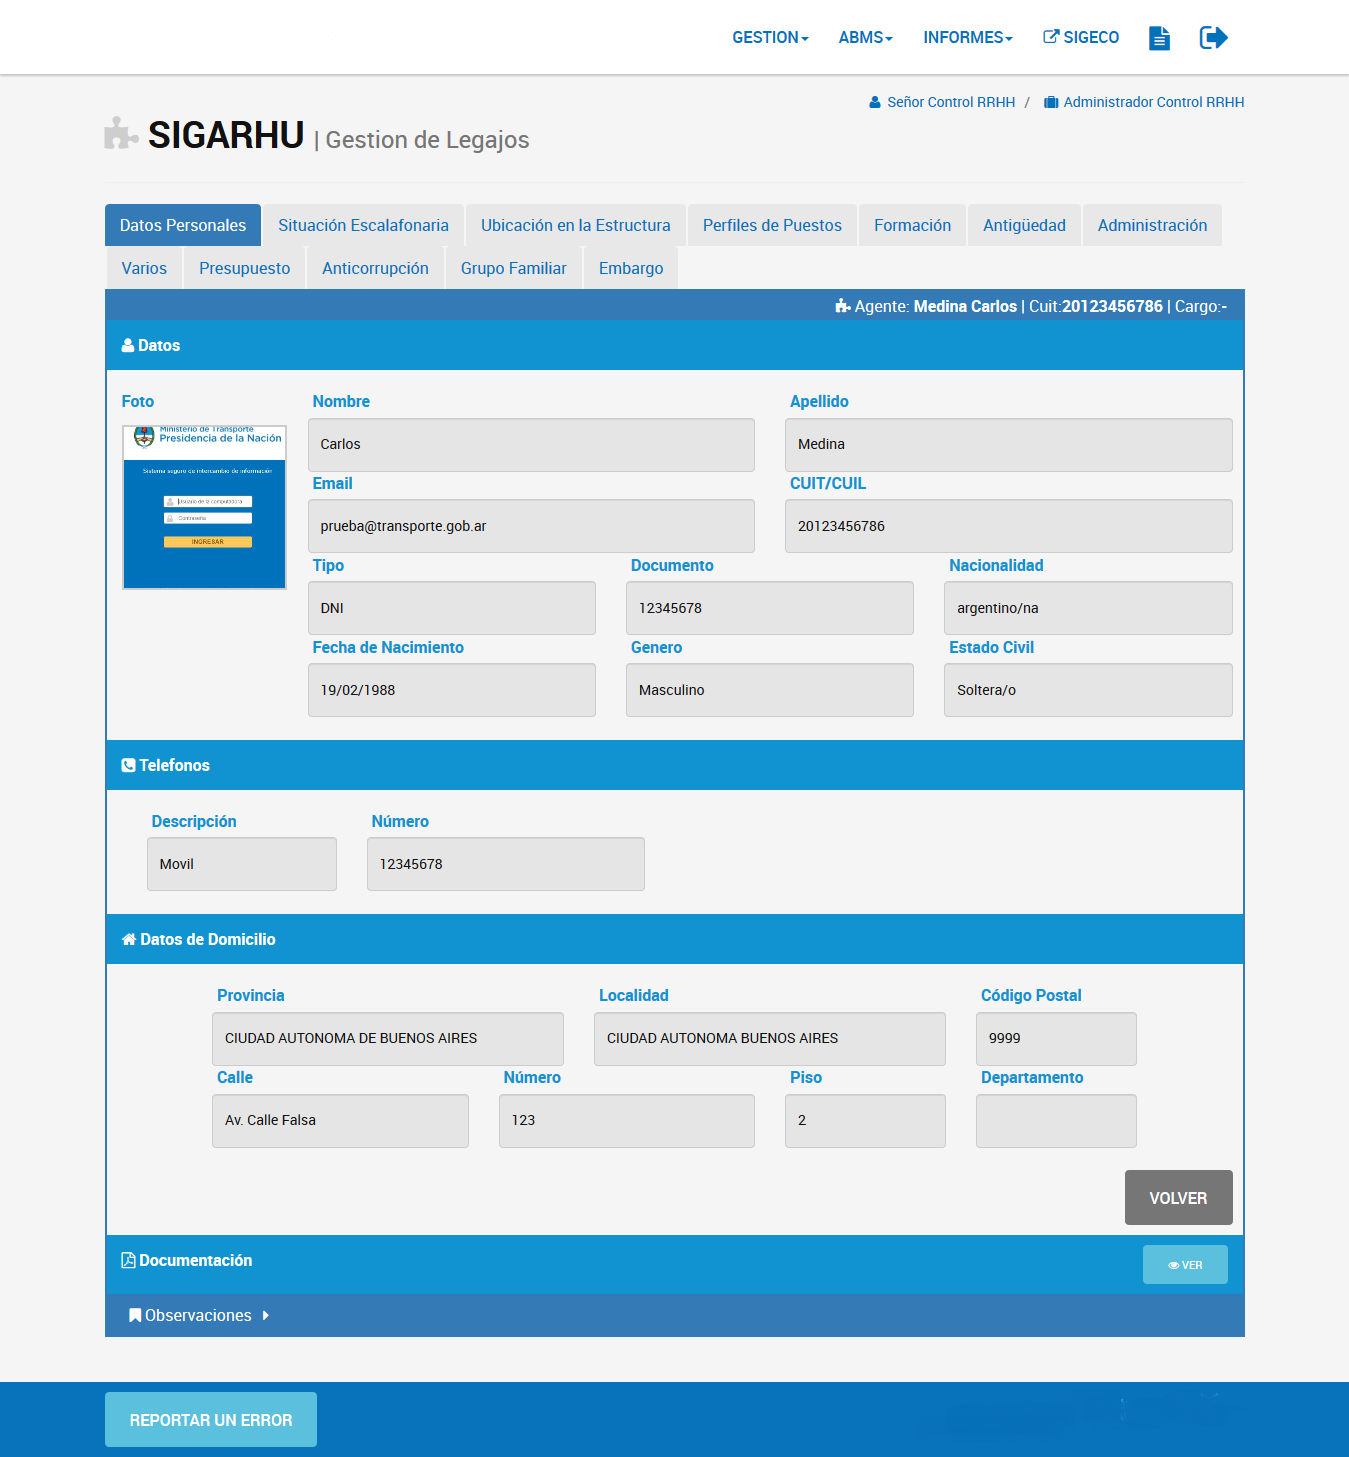 GESTION ABMS INFORMES SIGECO
Señor Control RRHH / Administrador Control RRHH
SIGARHU | Gestion de Legajos
Datos Personales Situación Escalafonaria Ubicación en la Estructura Perfiles de Puestos Formación Antigüedad Administración
Varios Presupuesto Anticorrupción Grupo Familiar Embargo
Agente: Medina Carlos | Cuit:20123456786 | Cargo:-
Datos
Foto Nombre Apellido
Ministerio de Transporte
Presidencia de la Nación
Sistema seguro de intercambio de información
Usuario de la computadora
Contraseña
INGRESAR
Carlos Medina
Email CUIT/CUIL
prueba@transporte.gob.ar 20123456786
Tipo Documento Nacionalidad
DNI 12345678 argentino/na
Fecha de Nacimiento Genero Estado Civil
19/02/1988 Masculino Soltera/o
Telefonos
Descripción Número
Movil 12345678
Datos de Domicilio
Provincia Localidad Código Postal
CIUDAD AUTONOMA DE BUENOS AIRES CIUDAD AUTONOMA BUENOS AIRES 9999
Calle Número Piso Departamento
Av. Calle Falsa 123 2
VOLVER
Documentación VER
Observaciones
REPORTAR UN ERROR